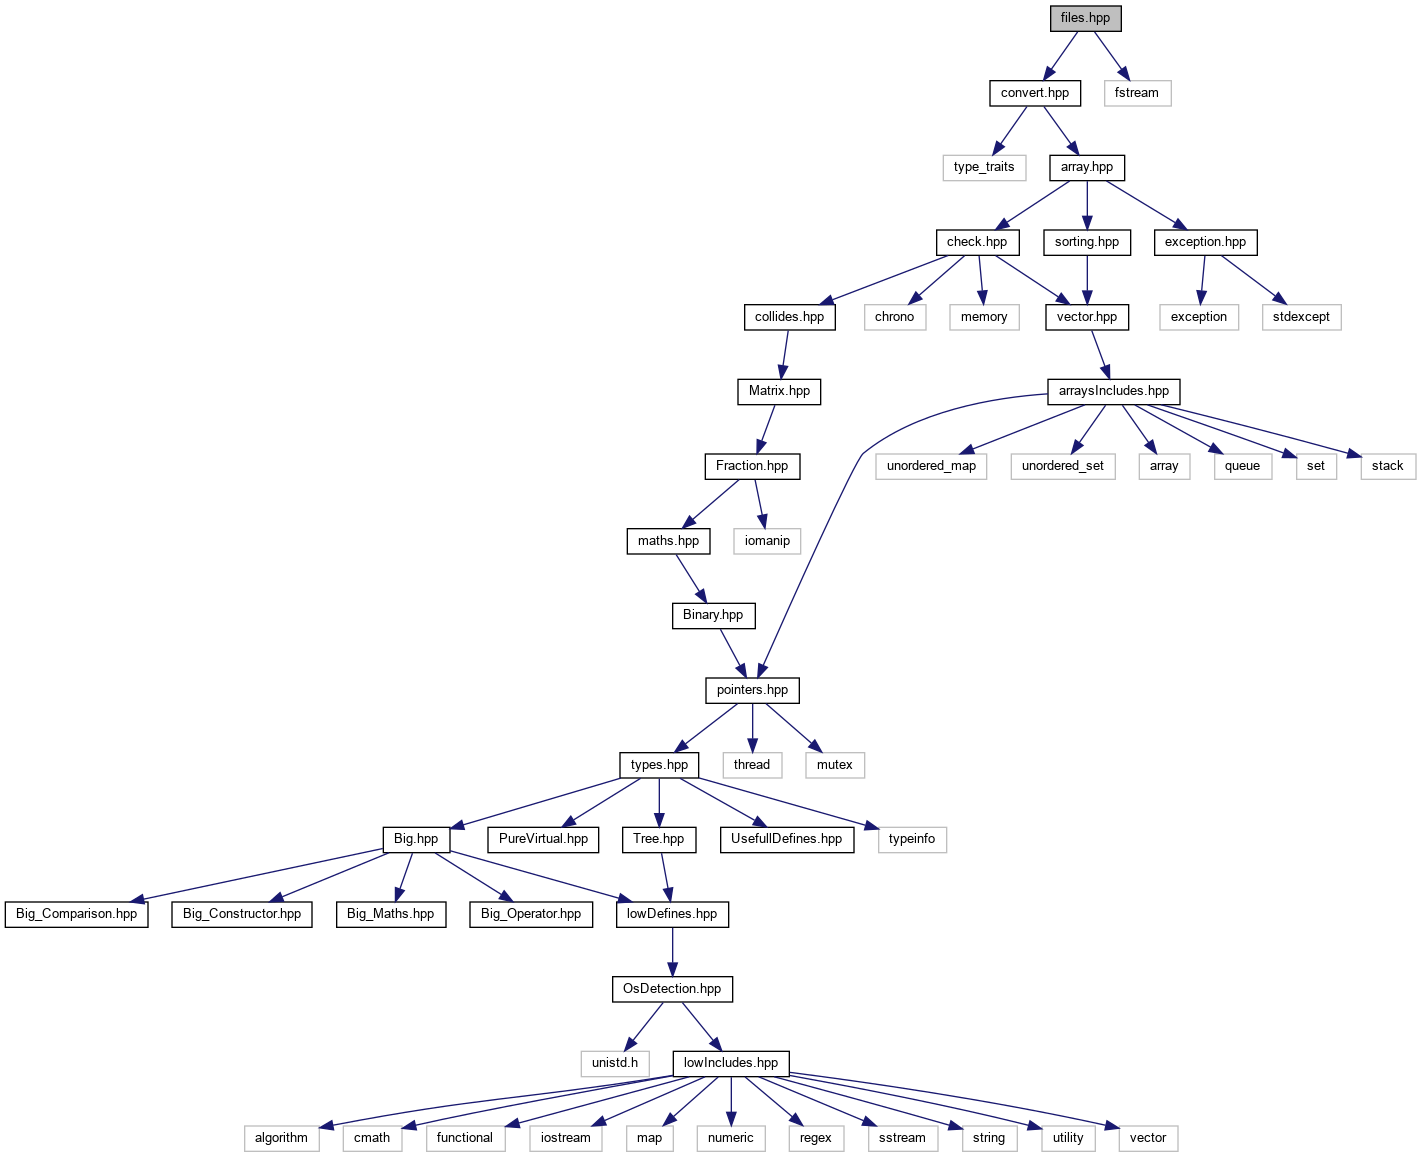 files.hpp
convert.hpp
fstream
type_traits
array.hpp
check.hpp
sorting.hpp
exception.hpp
collides.hpp
chrono
memory
vector.hpp
exception
stdexcept
Matrix.hpp
arraysIncludes.hpp
Fraction.hpp
unordered_map
unordered_set
array
queue
set
stack
maths.hpp
iomanip
Binary.hpp
pointers.hpp
types.hpp
thread
mutex
Big.hpp
PureVirtual.hpp
Tree.hpp
UsefullDefines.hpp
typeinfo
Big_Comparison.hpp
Big_Constructor.hpp
Big_Maths.hpp
Big_Operator.hpp
lowDefines.hpp
OsDetection.hpp
unistd.h
lowIncludes.hpp
algorithm
cmath
functional
iostream
map
numeric
regex
sstream
string
utility
vector